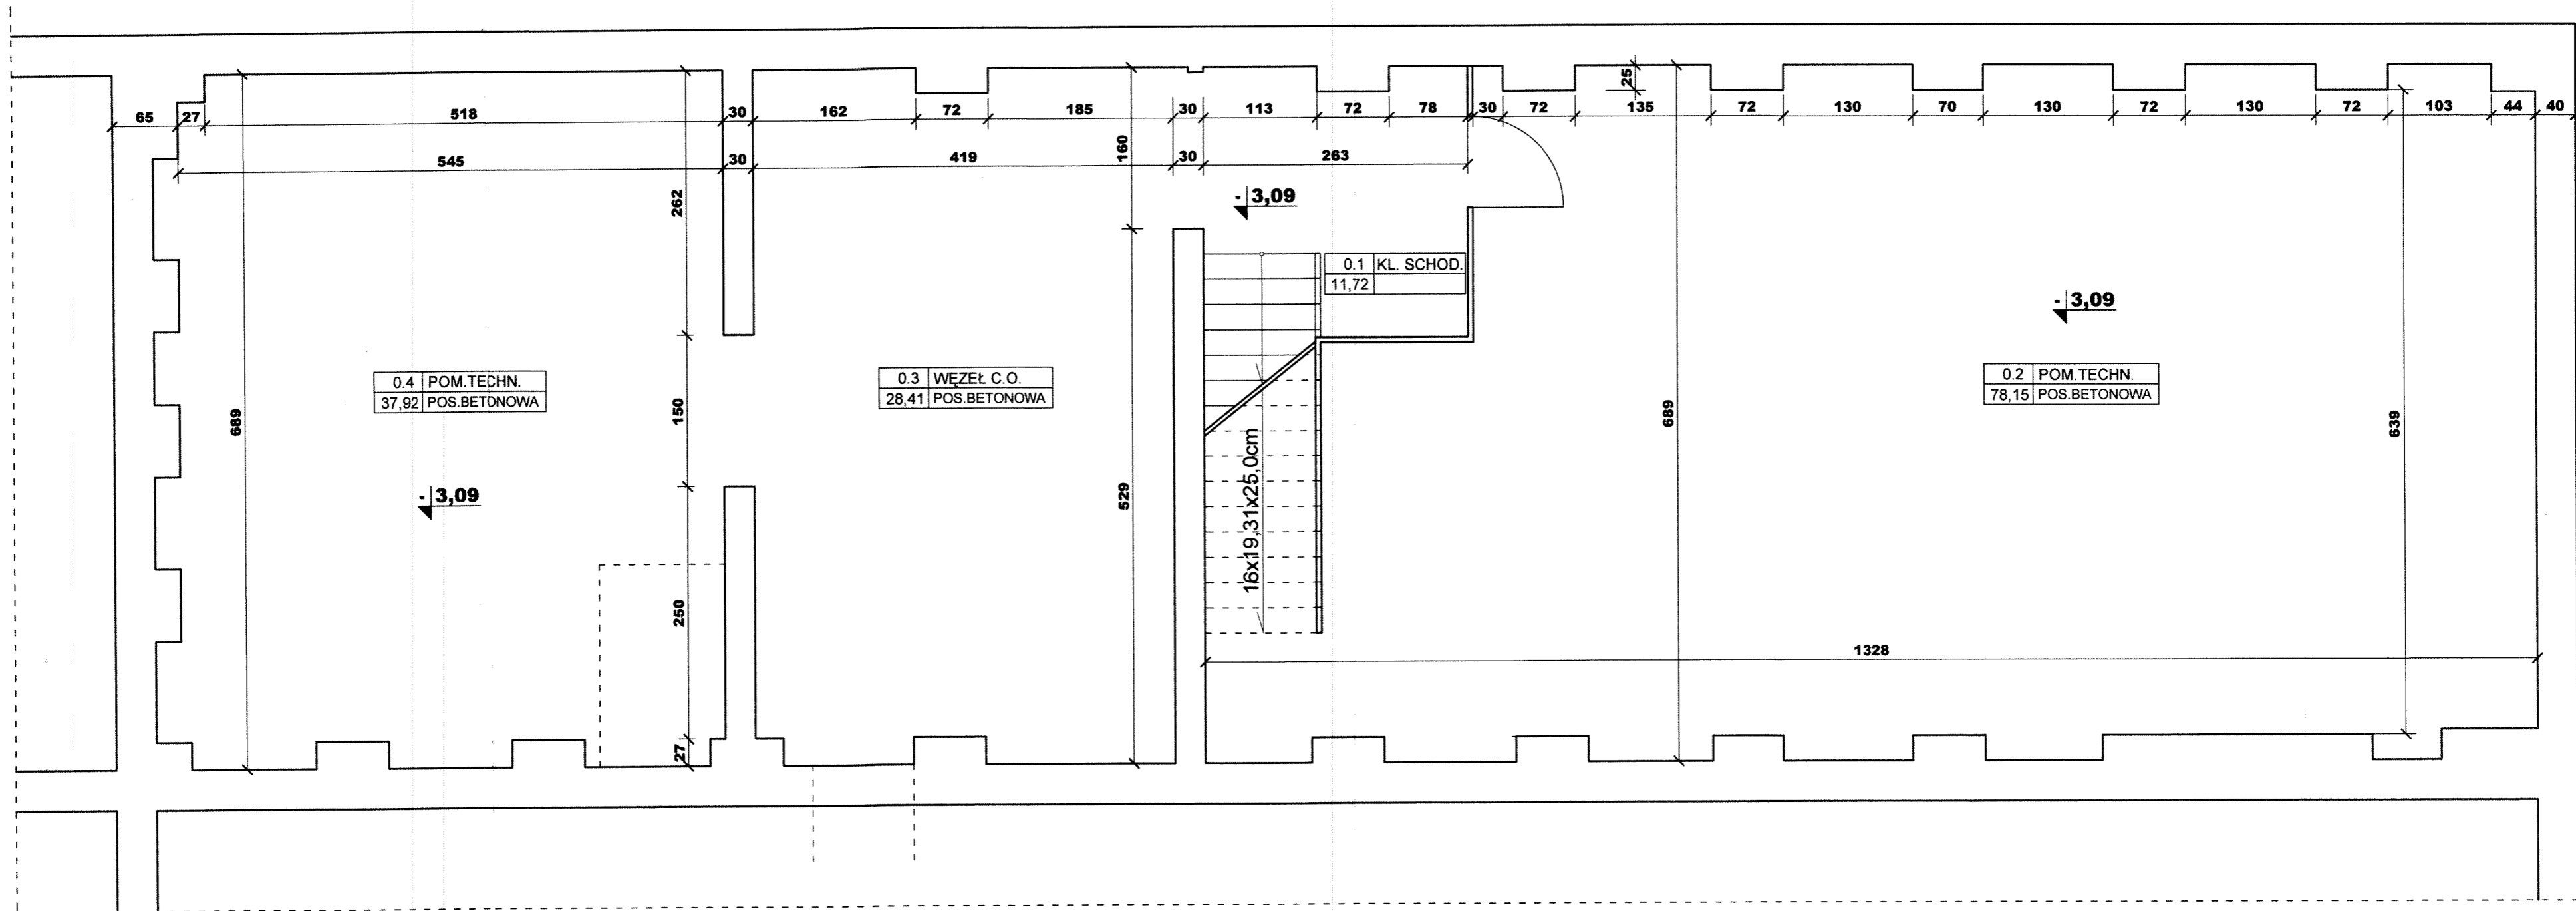 25
65 27 518 30 162 72 185 30 113 72 78 30 72 135 72 130 70 130 72 130 72 103 44 40
545 30 419 30 263
160
262
- 3,09
0.1 KL. SCHOD.
11,72
- 3,09
0.4 POM.TECHN.
37,92 POS.BETONOWA
0.3 WĘZEŁ C.O.
28,41 POS.BETONOWA
0.2 POM.TECHN.
78,15 POS.BETONOWA
689
150
689
639
- 3,09
529
16x19,31x25,0cm
250
1328
27